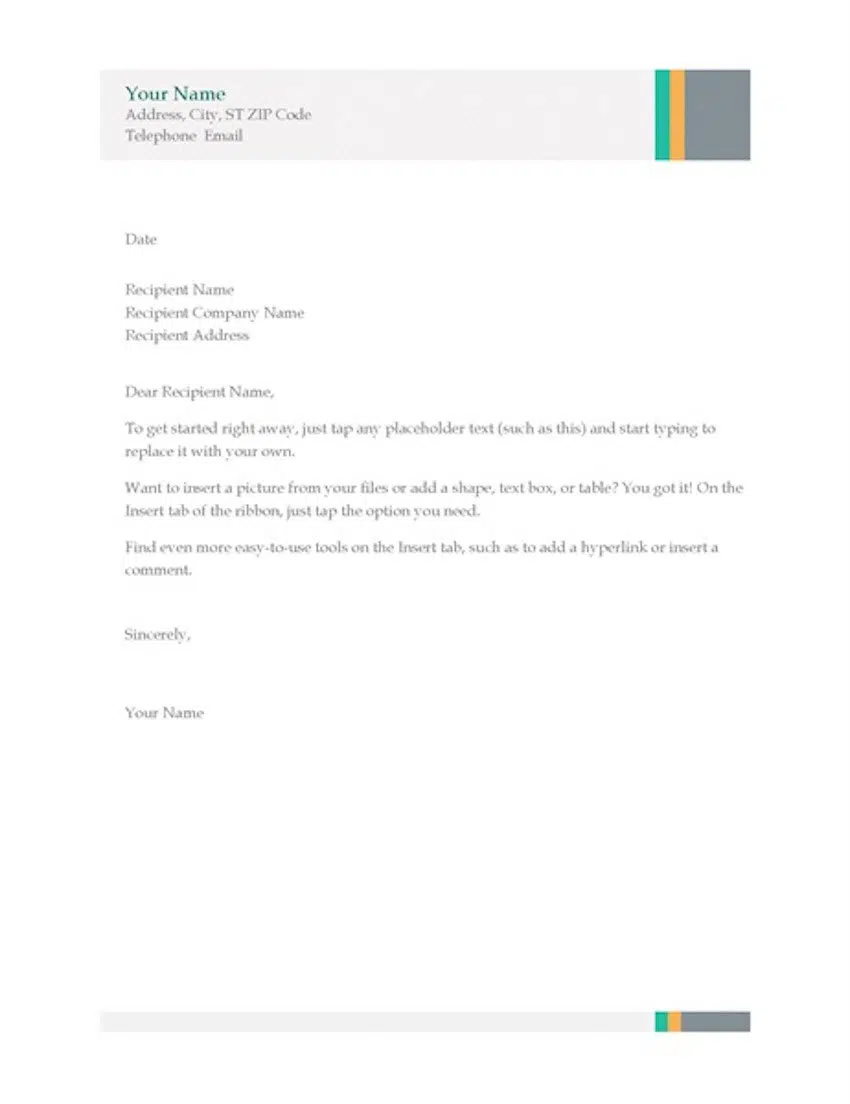 Your Name
Address, City, ST ZIP Code
Telephone Email
Date
Recipient Name
Recipient Company Name
Recipient Address
Dear Recipient Name,
To get started right away, just tap any placeholder text (such as this) and start typing to
replace it with your own.
Want to insert a picture from your files or add a shape, text box, or table? You got it! On the
Insert tab of the ribbon, just tap the option you need.
Find even more easy-to-use tools on the Insert tab, such as to add a hyperlink or insert a
comment.
Sincerely,
Your Name